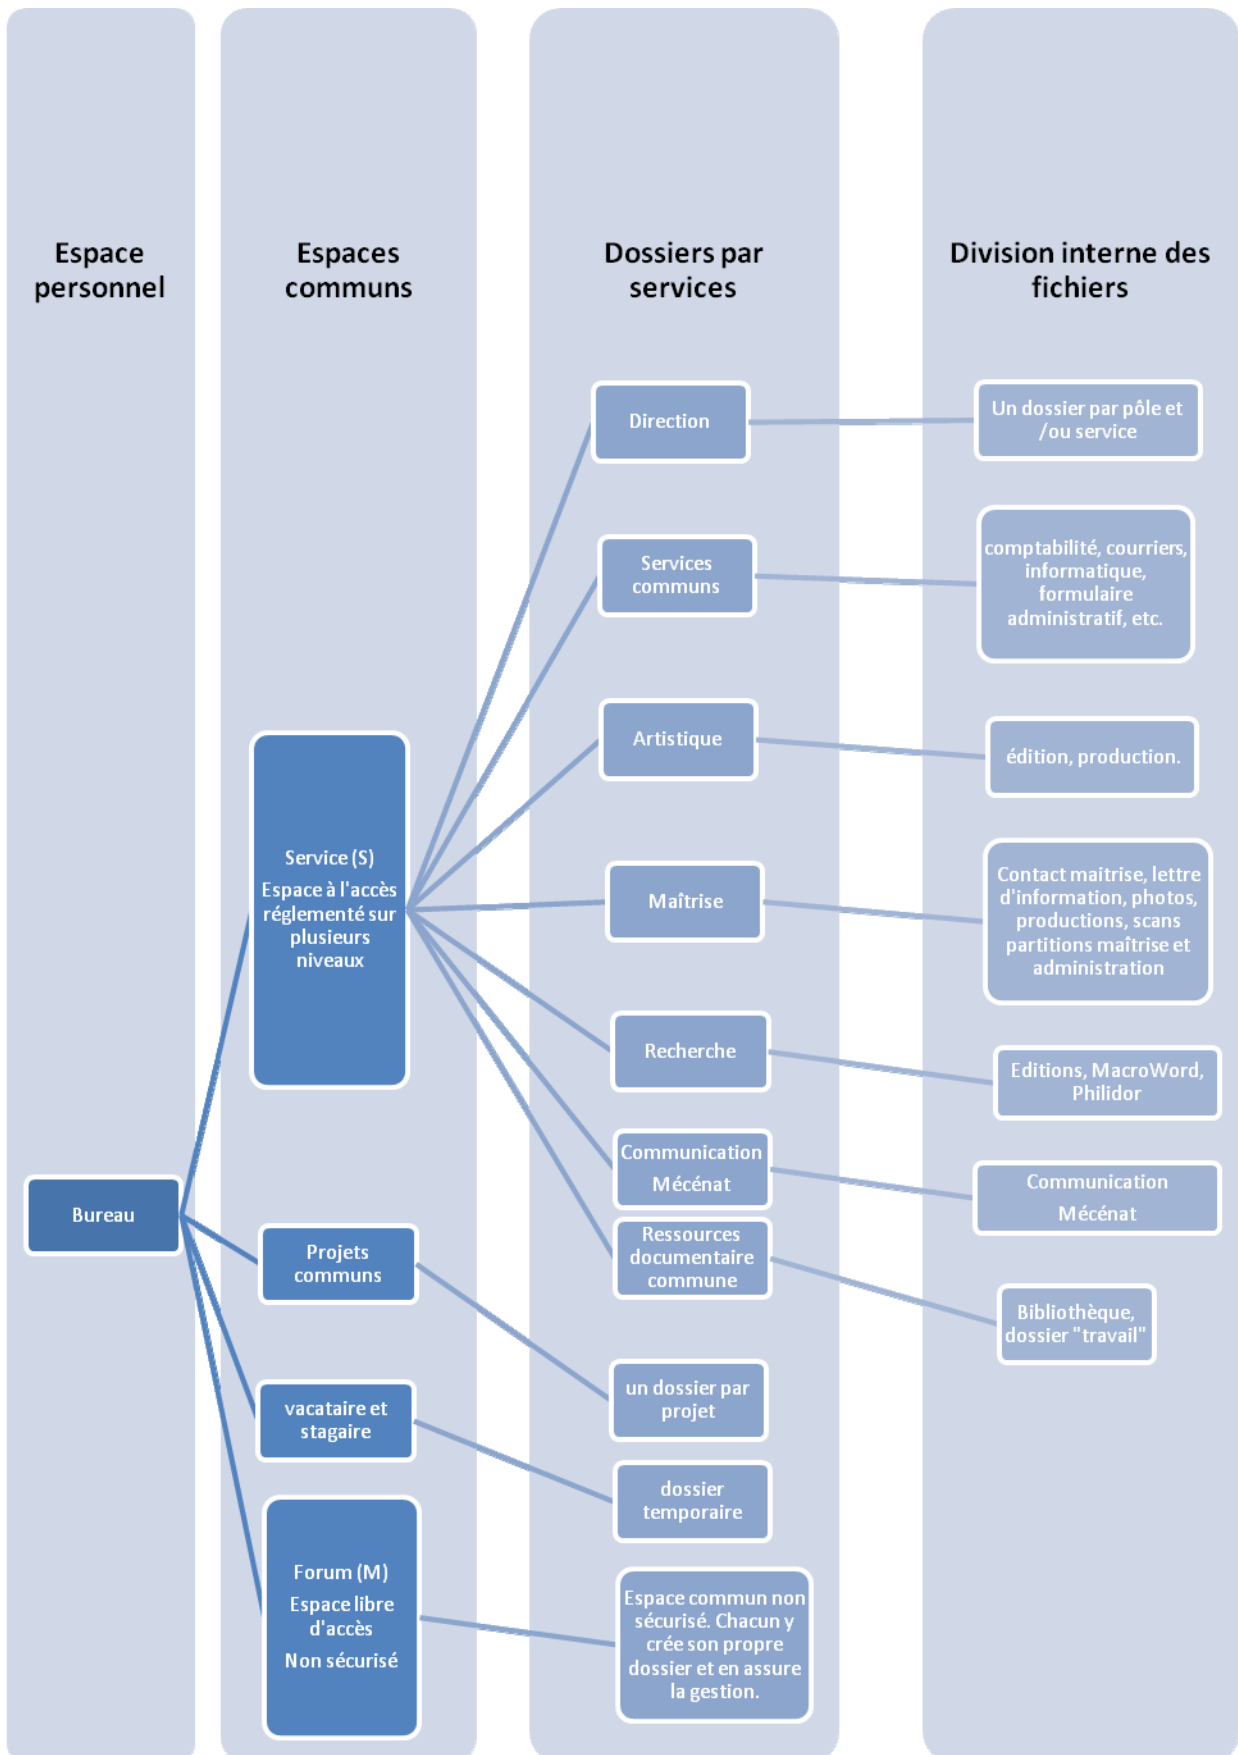 Espace
personnel
Espaces
communs
Dossiers par
services
Division interne des
fichiers
Bureau
Service (S)
Espace à l'accès
réglementé sur
plusieurs
niveaux
Projets
communs
vacataire et
stagaire
Forum (M)
Espace libre
d'accès
Non sécurisé
Direction
Services
communs
Artistique
Maîtrise
Recherche
Communication
Mécénat
Ressources
documentaire
commune
un dossier par
projet
dossier
temporaire
Espace commun non
sécurisé. Chacun y
crée son propre
dossier et en assure
la gestion.
Un dossier par pôle et
/ou service
comptabilité, courriers,
informatique,
formulaire
administratif, etc.
édition, production.
Contact maitrise, lettre
d'information, photos,
productions, scans
partitions maîtrise et
administration
Editions, MacroWord,
Philidor
Communication
Mécénat
Bibliothèque,
dossier "travail"